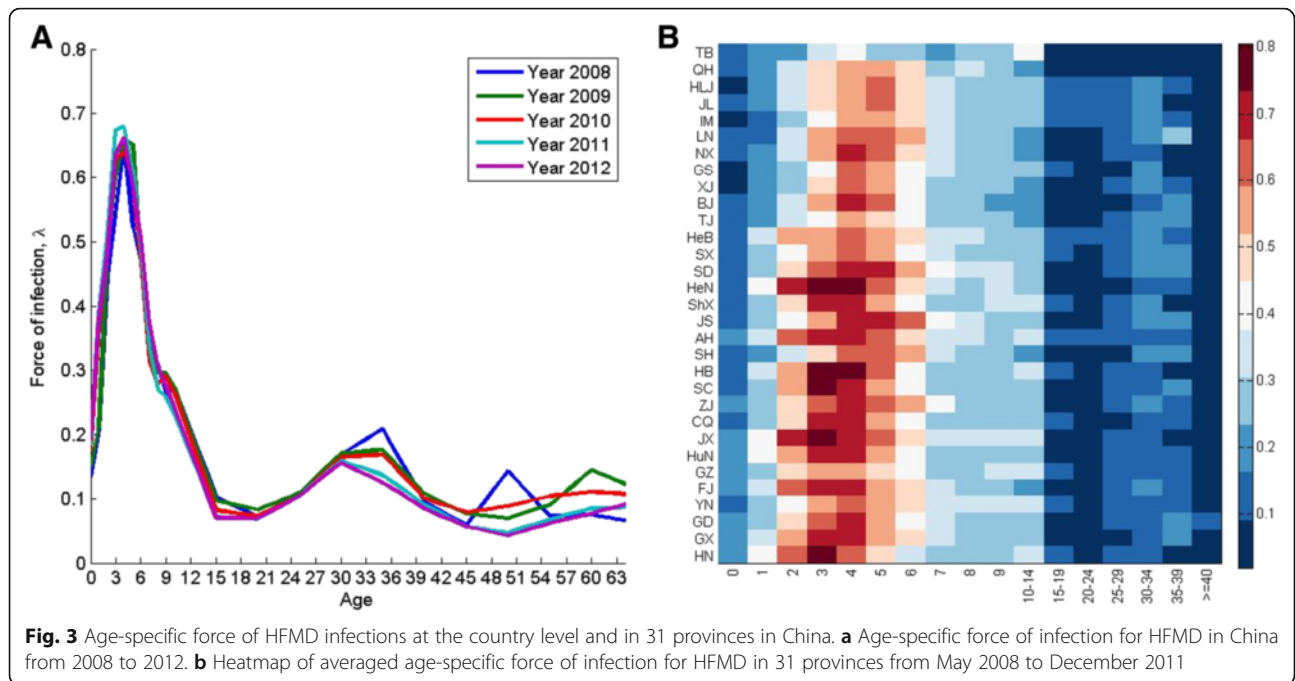 A
0.8
0.7
0.6
0.5
0.4
0.3
0.2
0.1
0
Force of infection, λ
Year 2008
Year 2009
Year 2010
Year 2011
Year 2012
0 3 6 9 12 15 18 21 24 27 30 33 36 39 42 45 48 51 54 57 60 63
Age
B
TB
QH
HLJ
JL
IM
LN
NX
GS
XJ
BJ
TJ
HeB
SX
SD
HeN
ShX
JS
AH
SH
HB
SC
ZJ
CQ
JX
HuN
GZ
FJ
YN
GD
GX
HN
0 1 2 3 4 5 6 7 8 9 10-14 15-19 20-24 25-29 30-34 35-39 >=40
0.8
0.7
0.6
0.5
0.4
0.3
0.2
0.1
Fig. 3 Age-specific force of HFMD infections at the country level and in 31 provinces in China. a Age-specific force of infection for HFMD in China
from 2008 to 2012. b Heatmap of averaged age-specific force of infection for HFMD in 31 provinces from May 2008 to December 2011